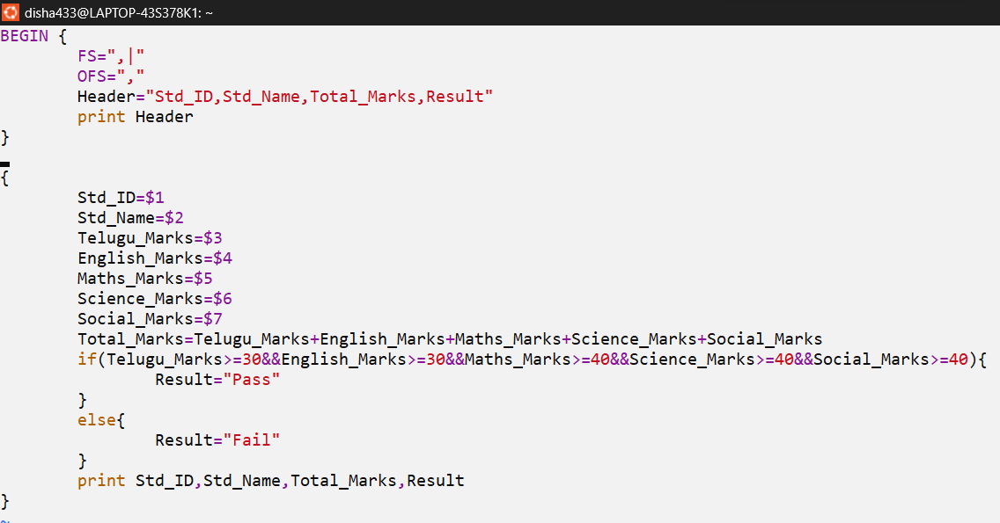 disha433@LAPTOP-43S378K1: ~
BEGIN {
        FS=",|"
        OFS=","
        Header="Std_ID,Std_Name,Total_Marks,Result"
        print Header
}

{
        Std_ID=$1
        Std_Name=$2
        Telugu_Marks=$3
        English_Marks=$4
        Maths_Marks=$5
        Science_Marks=$6
        Social_Marks=$7
        Total_Marks=Telugu_Marks+English_Marks+Maths_Marks+Science_Marks+Social_Marks
        if(Telugu_Marks>=30&&English_Marks>=30&&Maths_Marks>=40&&Science_Marks>=40&&Social_Marks>=40){
                Result="Pass"
        }
        else{
                Result="Fail"
        }
        print Std_ID,Std_Name,Total_Marks,Result
}